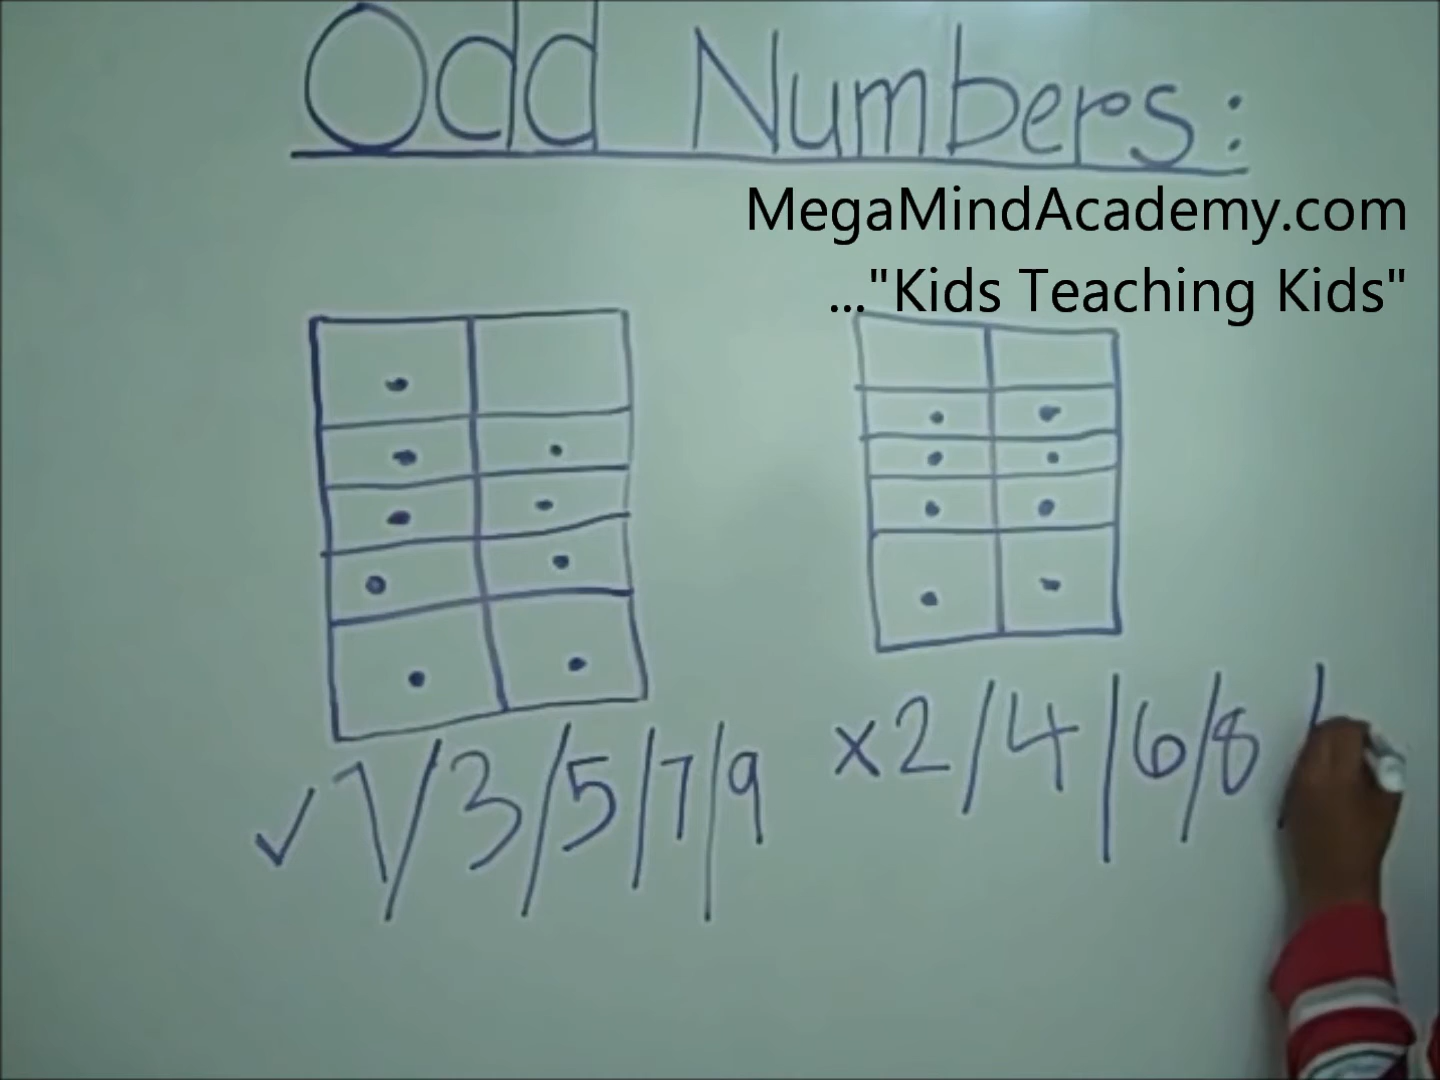 Odd Numbers:
MegaMindAcademy.com
..."Kids Teaching Kids"
✓ 1/3/5/7/9
x2/4/6/8/